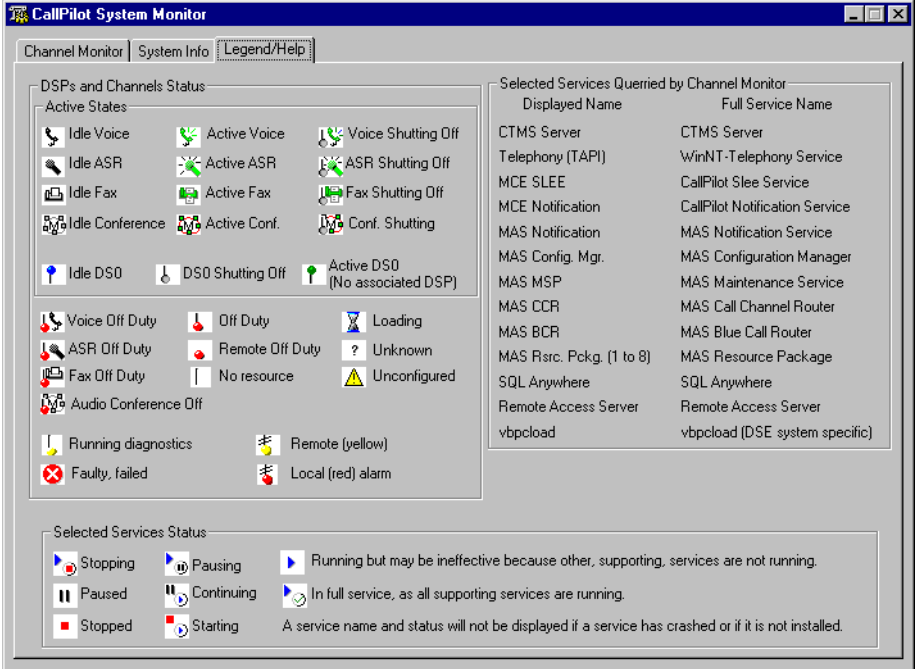 CallPilot System Monitor
Channel Monitor System Info Legend/Help
DSPs and Channels Status
Active States
Idle Voice Active Voice Voice Shutting Off
Idle ASR Active ASR ASR Shutting Off
Idle Fax Active Fax Fax Shutting Off
Idle Conference Active Conf. Conf. Shutting
Idle DS0 DS0 Shutting Off Active DS0
(No associated DSP)
Voice Off Duty Off Duty Loading
ASR Off Duty Remote Off Duty ? Unknown
Fax Off Duty No resource Unconfigured
Audio Conference Off
Running diagnostics Remote (yellow)
Faulty, failed Local (red) alarm
Selected Services Querried by Channel Monitor
Displayed Name Full Service Name
CTMS Server CTMS Server
Telephony (TAPI) WinNT-Telephony Service
MCE SLEE CallPilot Slee Service
MCE Notification CallPilot Notification Service
MAS Notification MAS Notification Service
MAS Config. Mgr. MAS Configuration Manager
MAS MSP MAS Maintenance Service
MAS CCR MAS Call Channel Router
MAS BCR MAS Blue Call Router
MAS Rsrc. Pckg. (1 to 8) MAS Resource Package
SQL Anywhere SQL Anywhere
Remote Access Server Remote Access Server
vbpcload vbpcload (DSE system specific)
Selected Services Status
Stopping Pausing Running but may be ineffective because other, supporting, services are not running.
Paused Continuing In full service, as all supporting services are running.
Stopped Starting A service name and status will not be displayed if a service has crashed or if it is not installed.